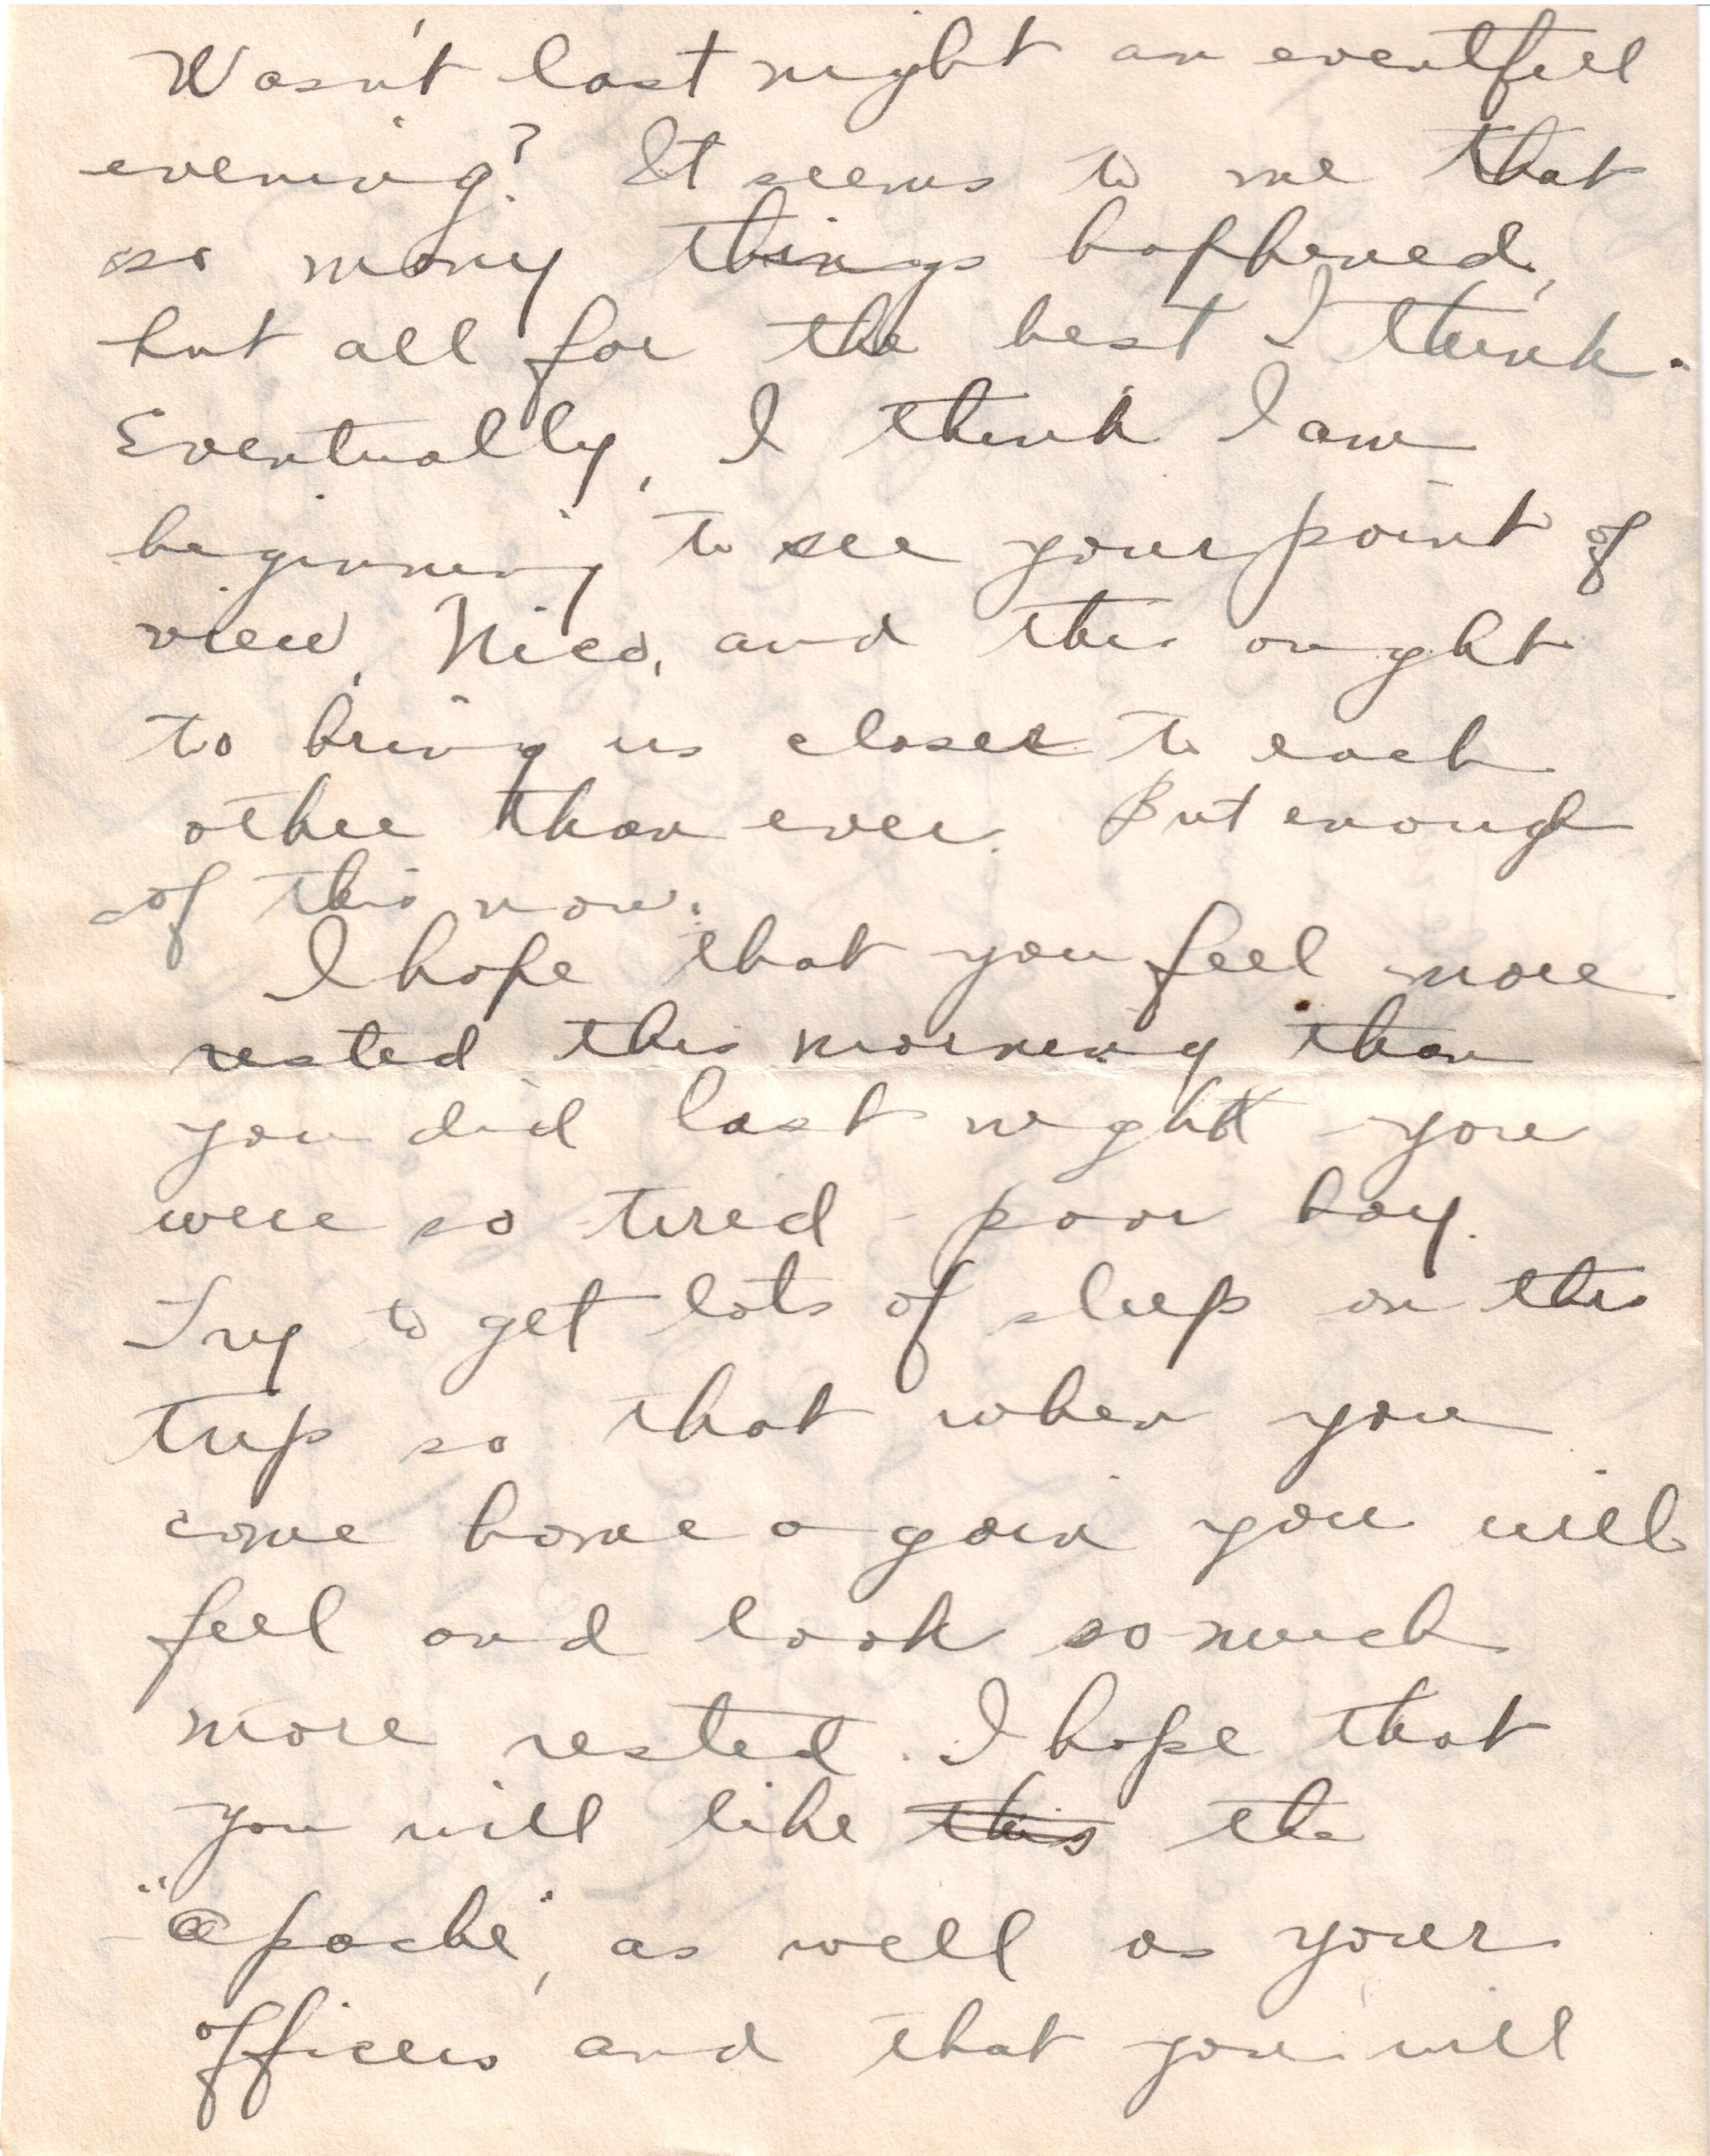 Wasn't last night an eventful
evening? It seems to me that
so many things happened,
but all for the best I think.
Eventually, I think I am
beginning to see your point of
view, Nico, and this ought
to bring us closer to each
other than ever. But enough
of this now.
I hope that you feel more
rested this morning than
you did last night - you
were so tired - poor boy.
Try to get lots of sleep on this
trip so that when you
come home again you will
feel and look so much
more rested. I hope that
you will like this the
"Apache", as well as your
officers and that you will